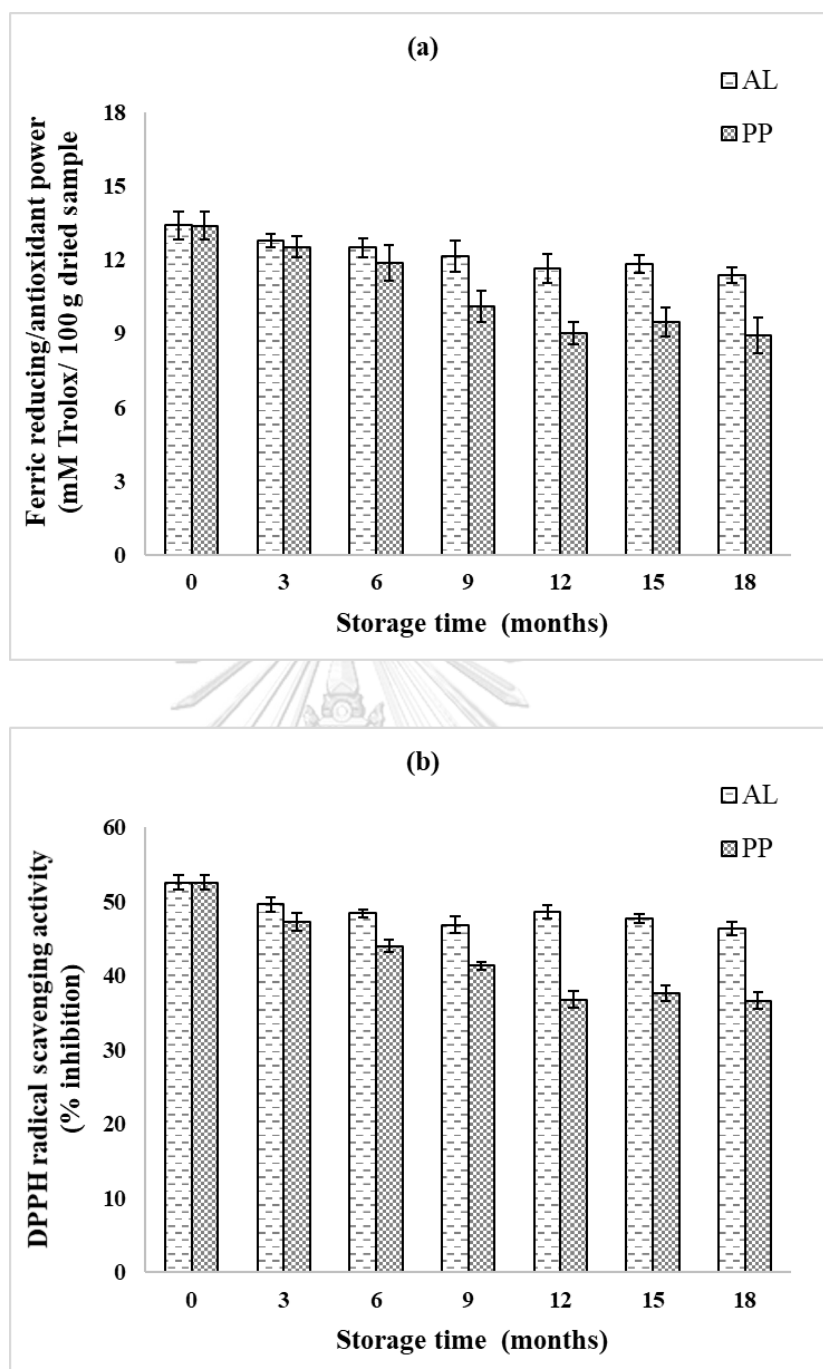 (a)
AL
PP
Ferric reducing/antioxidant power
(mM Trolox/ 100 g dried sample
18
15
12
9
6
3
0
0 3 6 9 12 15 18
Storage time (months)
(b)
AL
PP
DPPH radical scavenging activity
(% inhibition)
60
50
40
30
20
10
0
0 3 6 9 12 15 18
Storage time (months)